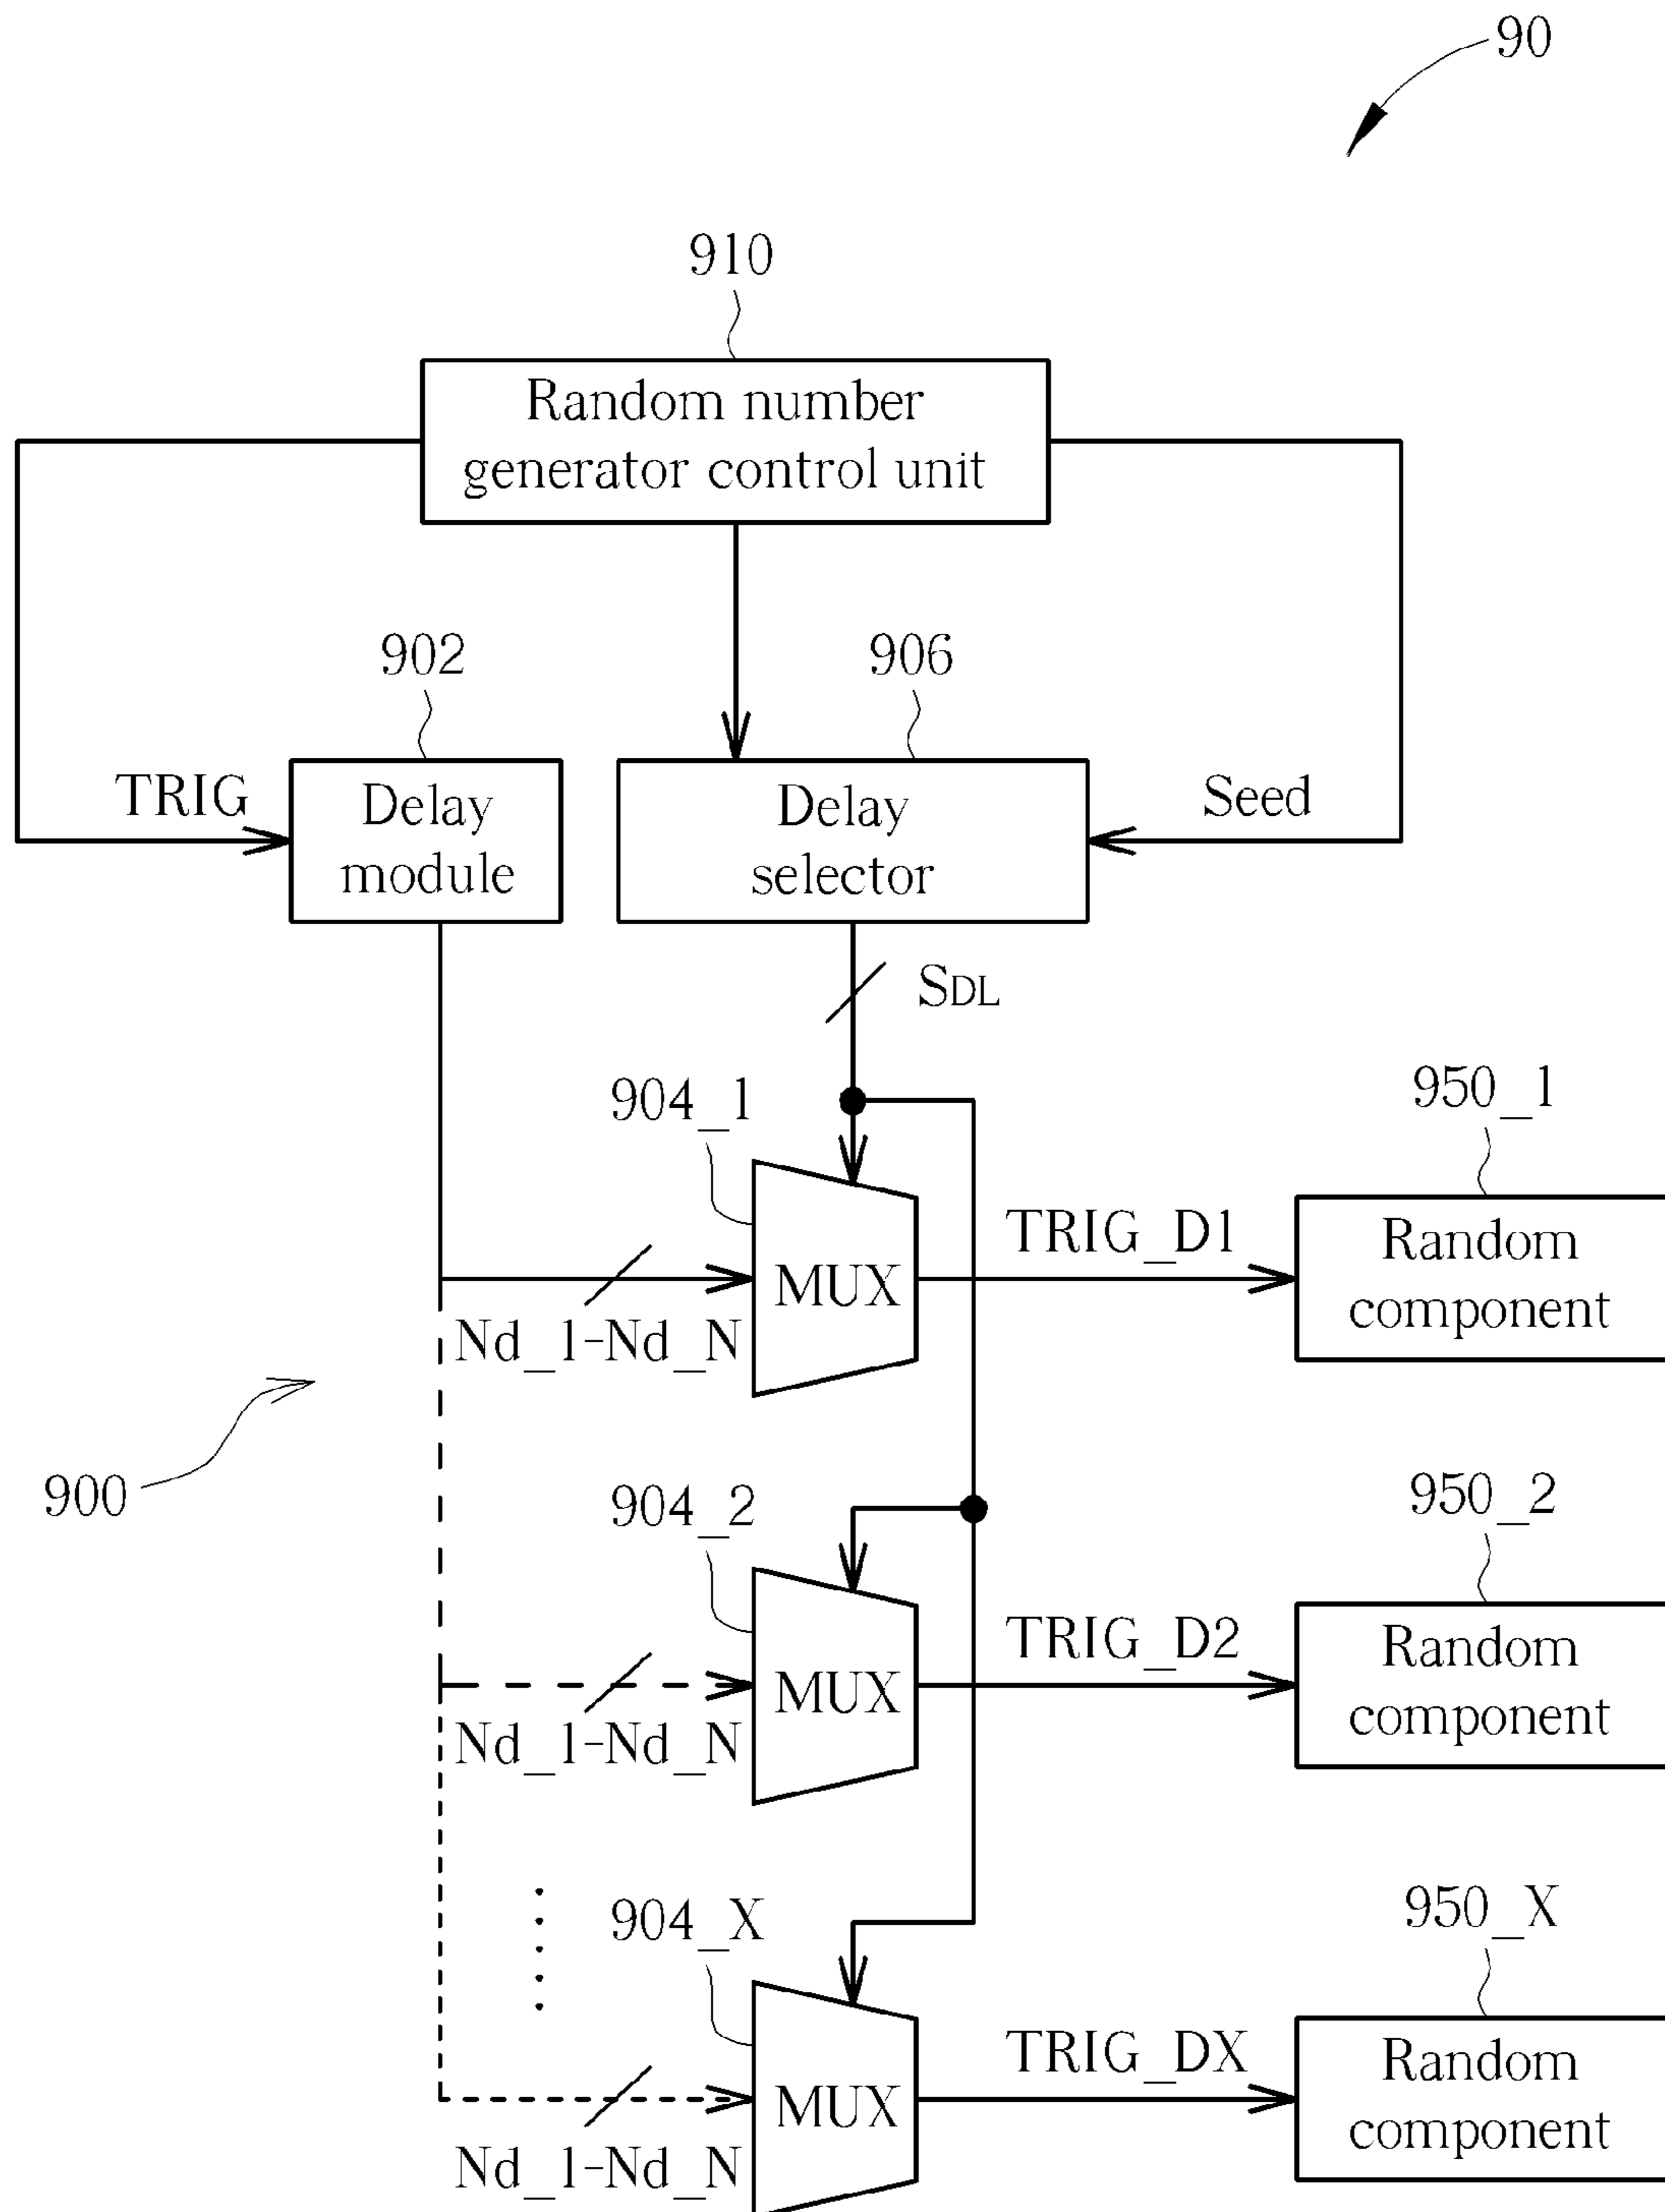 90
910
Random number
generator control unit
902
906
TRIG
Delay
module
Delay
selector
Seed
SDL
904_1
950_1
TRIG_D1
Random
component
MUX
Nd_1-Nd_N
900
904_2
950_2
TRIG_D2
Random
component
MUX
Nd_1-Nd_N
904_X
950_X
TRIG_DX
Random
component
MUX
Nd_1-Nd_N